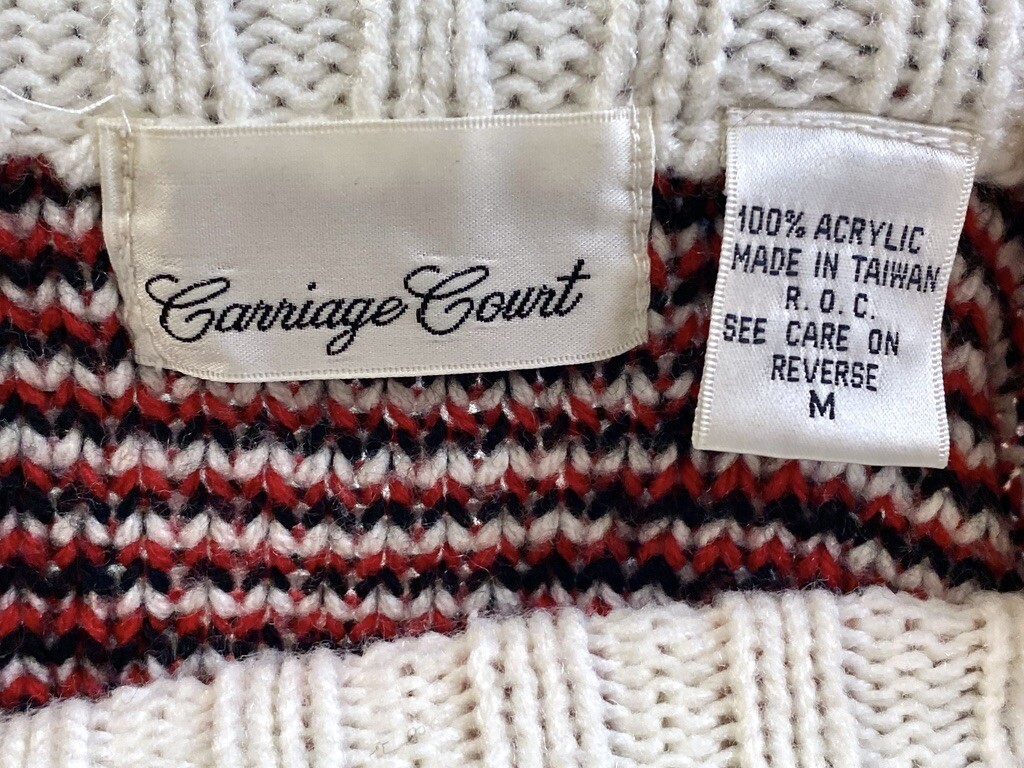 Carriage Court
100% ACRYLIC
MADE IN TAIWAN
R. O. C.
SEE CARE ON
REVERSE
M